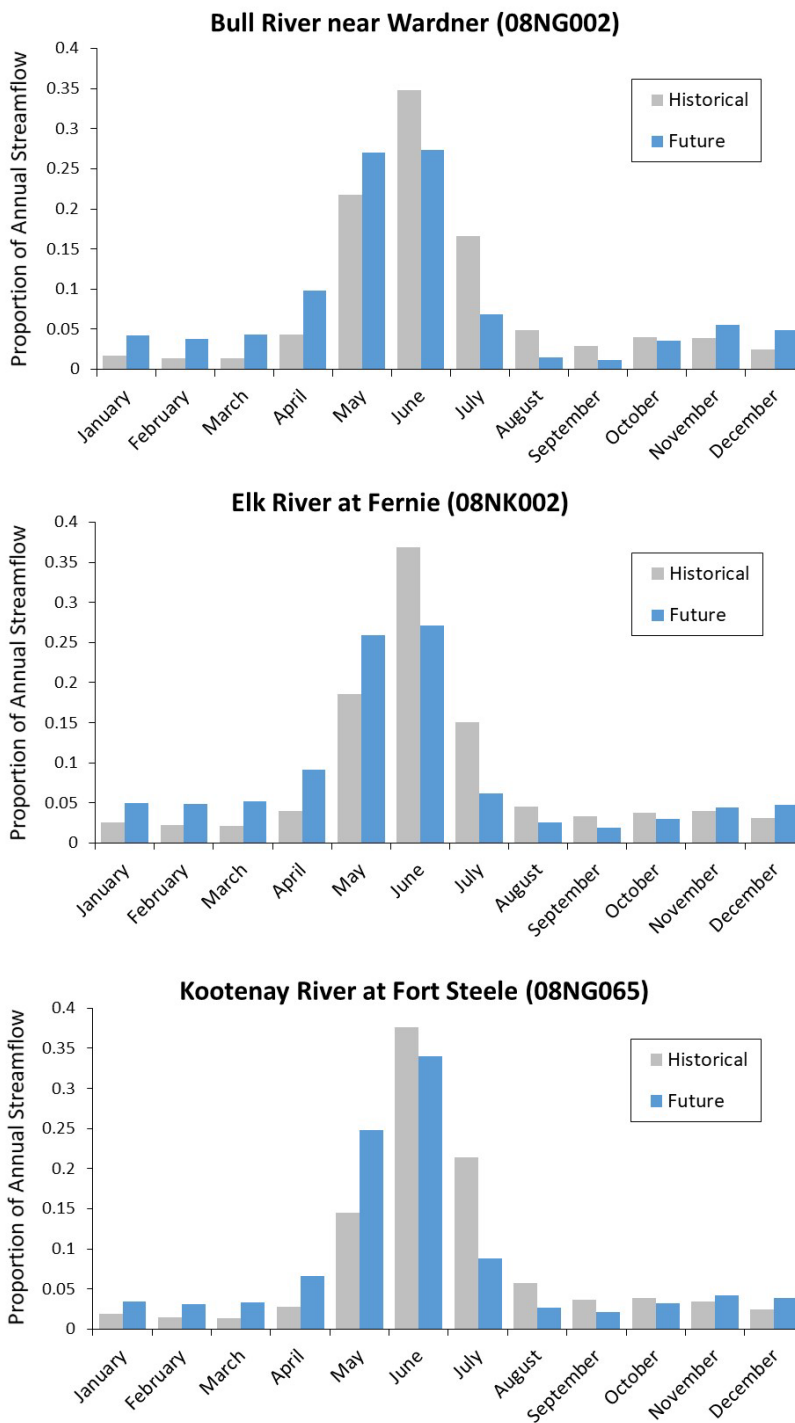 Bull River near Wardner (08NG002)
Proportion of Annual Streamflow
0.4
0.35
0.3
0.25
0.2
0.15
0.1
0.05
0
Historical
Future
January
February
March
April
May
June
July
August
September
October
November
December
Elk River at Fernie (08NK002)
Proportion of Annual Streamflow
0.4
0.35
0.3
0.25
0.2
0.15
0.1
0.05
0
Historical
Future
January
February
March
April
May
June
July
August
September
October
November
December
Kootenay River at Fort Steele (08NG065)
Proportion of Annual Streamflow
0.4
0.35
0.3
0.25
0.2
0.15
0.1
0.05
0
Historical
Future
January
February
March
April
May
June
July
August
September
October
November
December